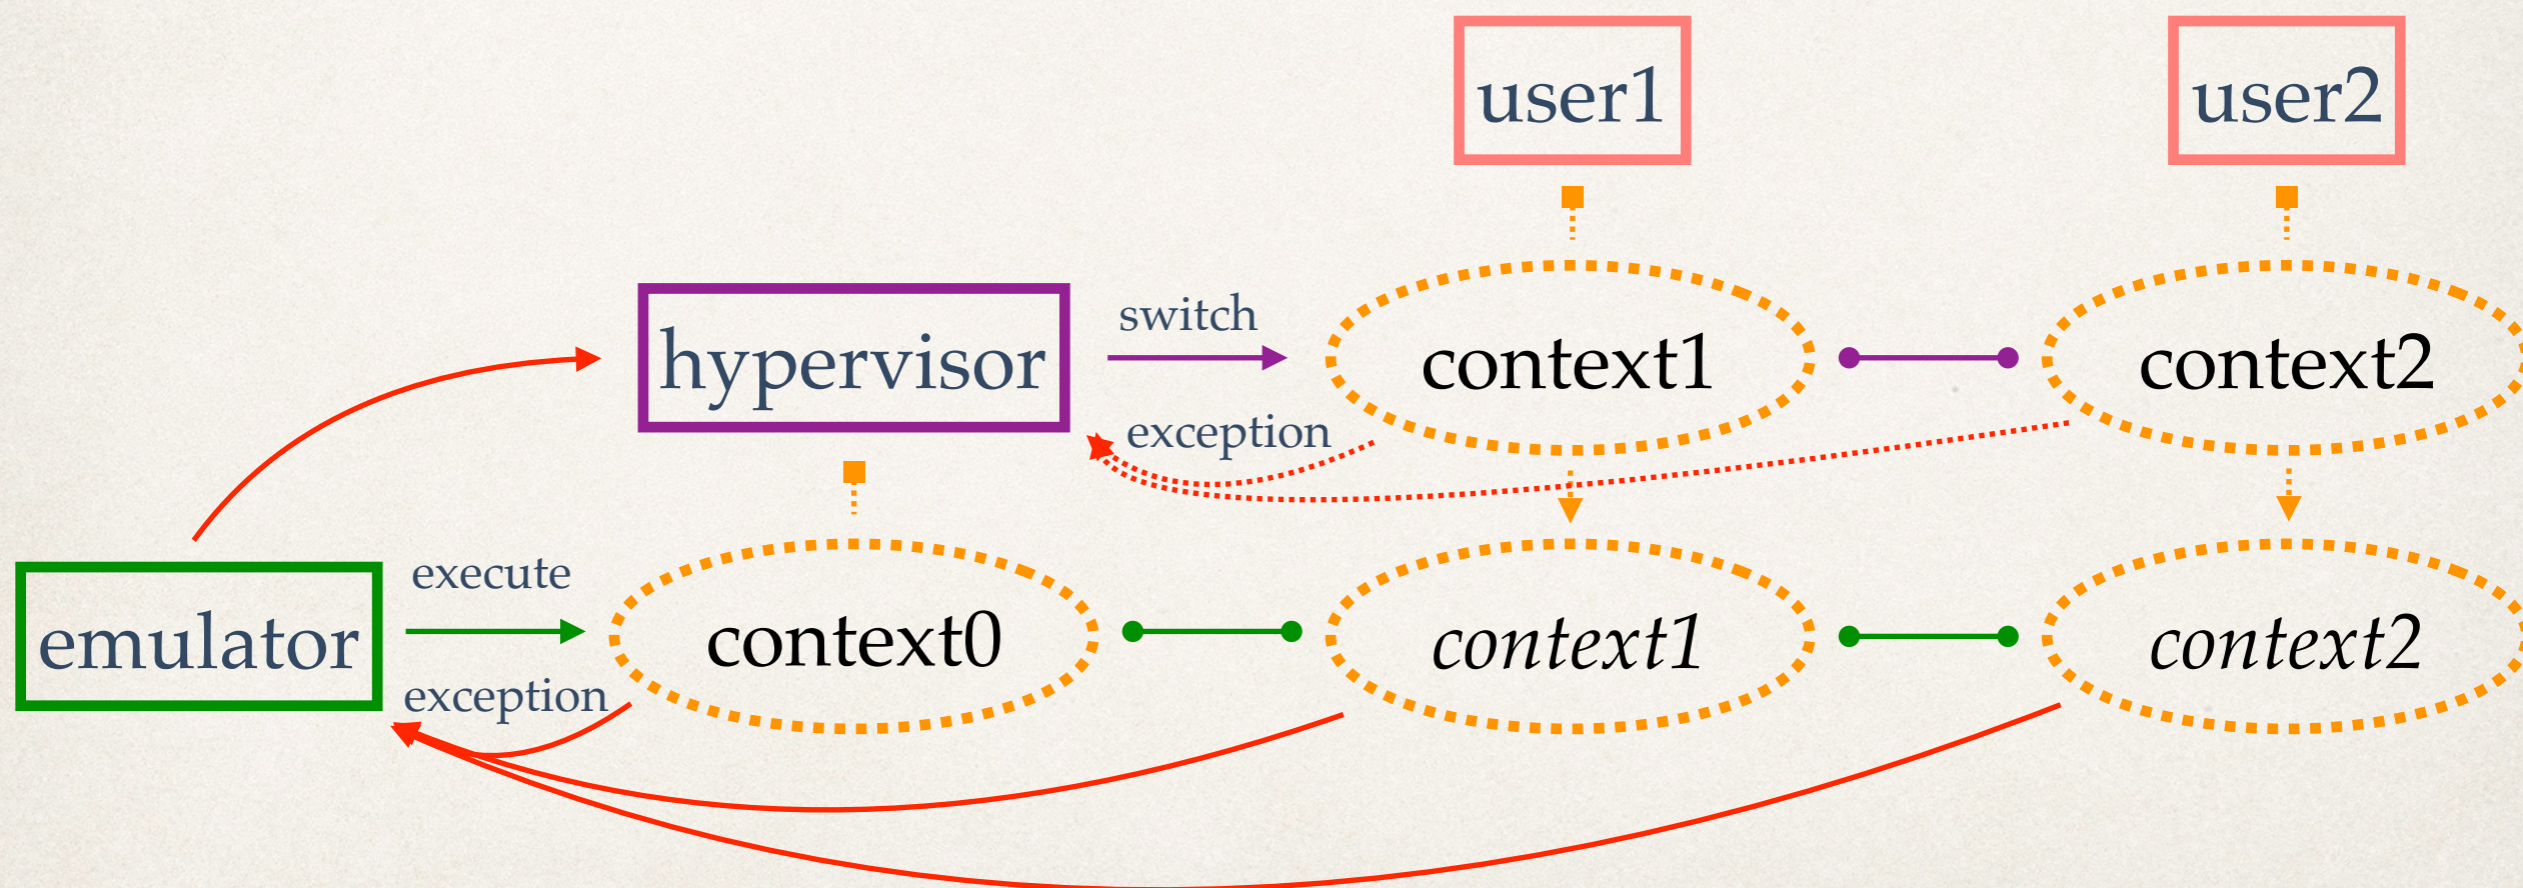 user1
user2
switch
hypervisor
context1
context2
exception
execute
emulator
context0
context1
context2
exception